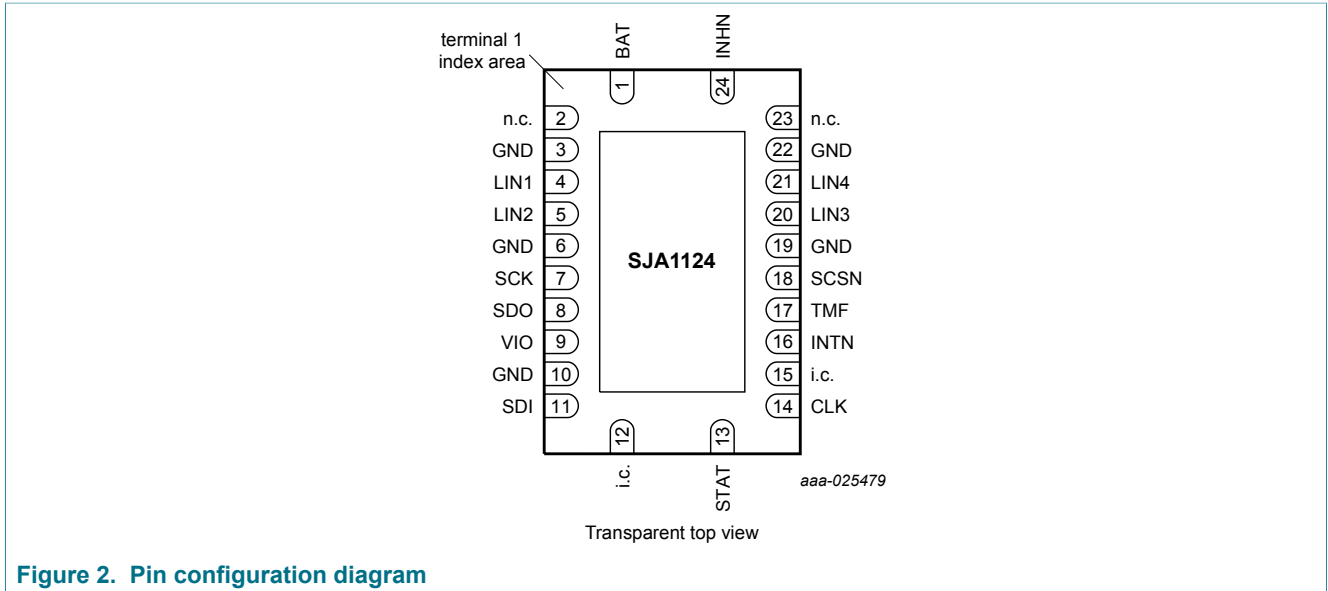 terminal 1
index area
BAT
INHN
1
24
n.c. 2
23 n.c.
GND 3
22 GND
LIN1 4
21 LIN4
LIN2 5
20 LIN3
GND 6
19 GND
SJA1124
SCK 7
18 SCSN
SDO 8
17 TMF
VIO 9
16 INTN
GND 10
15 i.c.
SDI 11
14 CLK
12
13
i.c.
STAT
aaa-025479
Transparent top view
Figure 2. Pin configuration diagram